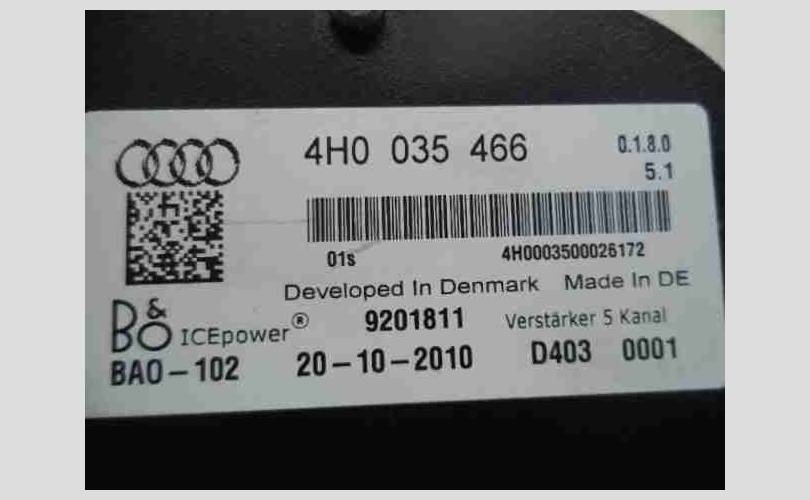 4H0 035 466 0.1.8.0
5.1
01s 4H0003500026172
Developed In Denmark Made In DE
B&O ICEpower® 9201811 Verstärker 5 Kanal
BAO-102 20-10-2010 D403 0001